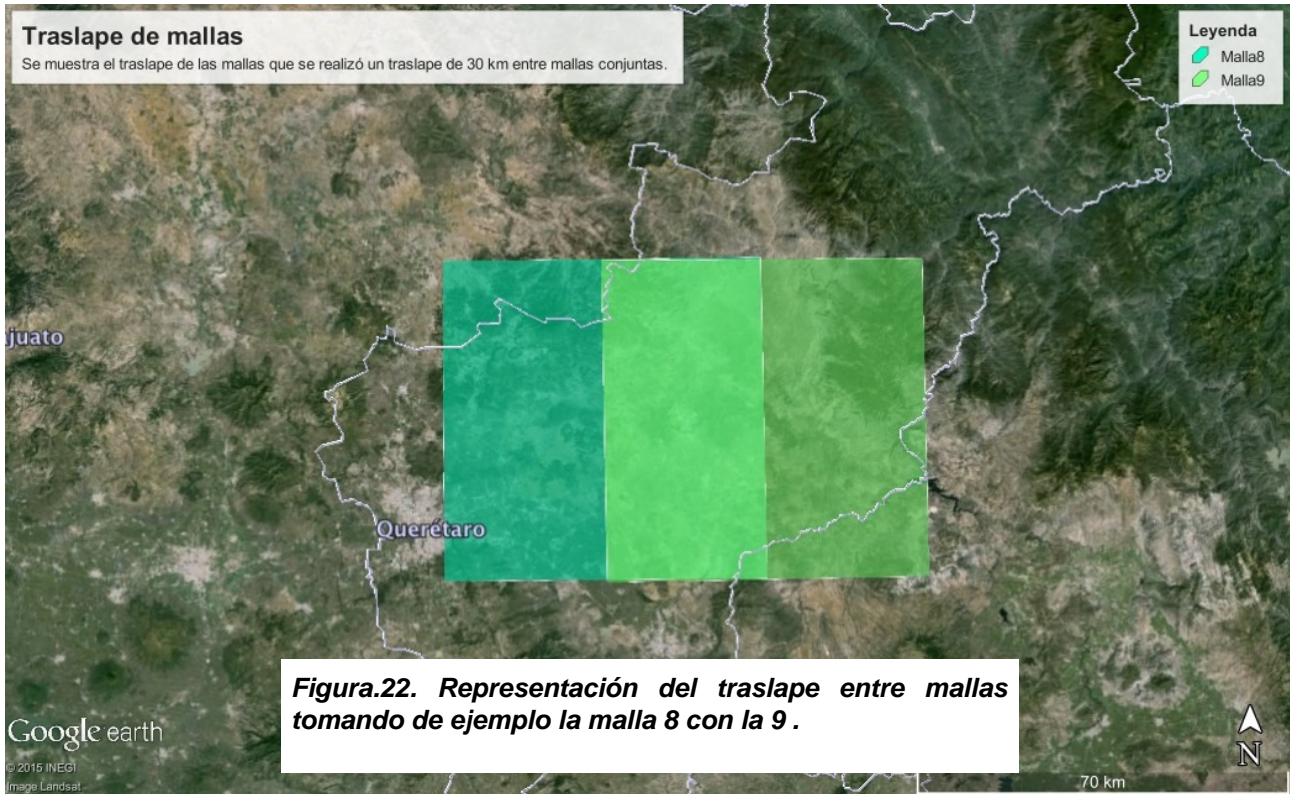 Traslape de mallas
Se muestra el traslape de las mallas que se realizó un traslape de 30 km entre mallas conjuntas.
Leyenda
Malla8
Malla9
juato
Querétaro
Figura.22. Representación del traslape entre mallas
tomando de ejemplo la malla 8 con la 9 .
Google earth
© 2015 INEGI
Image Landsat
N
70 km